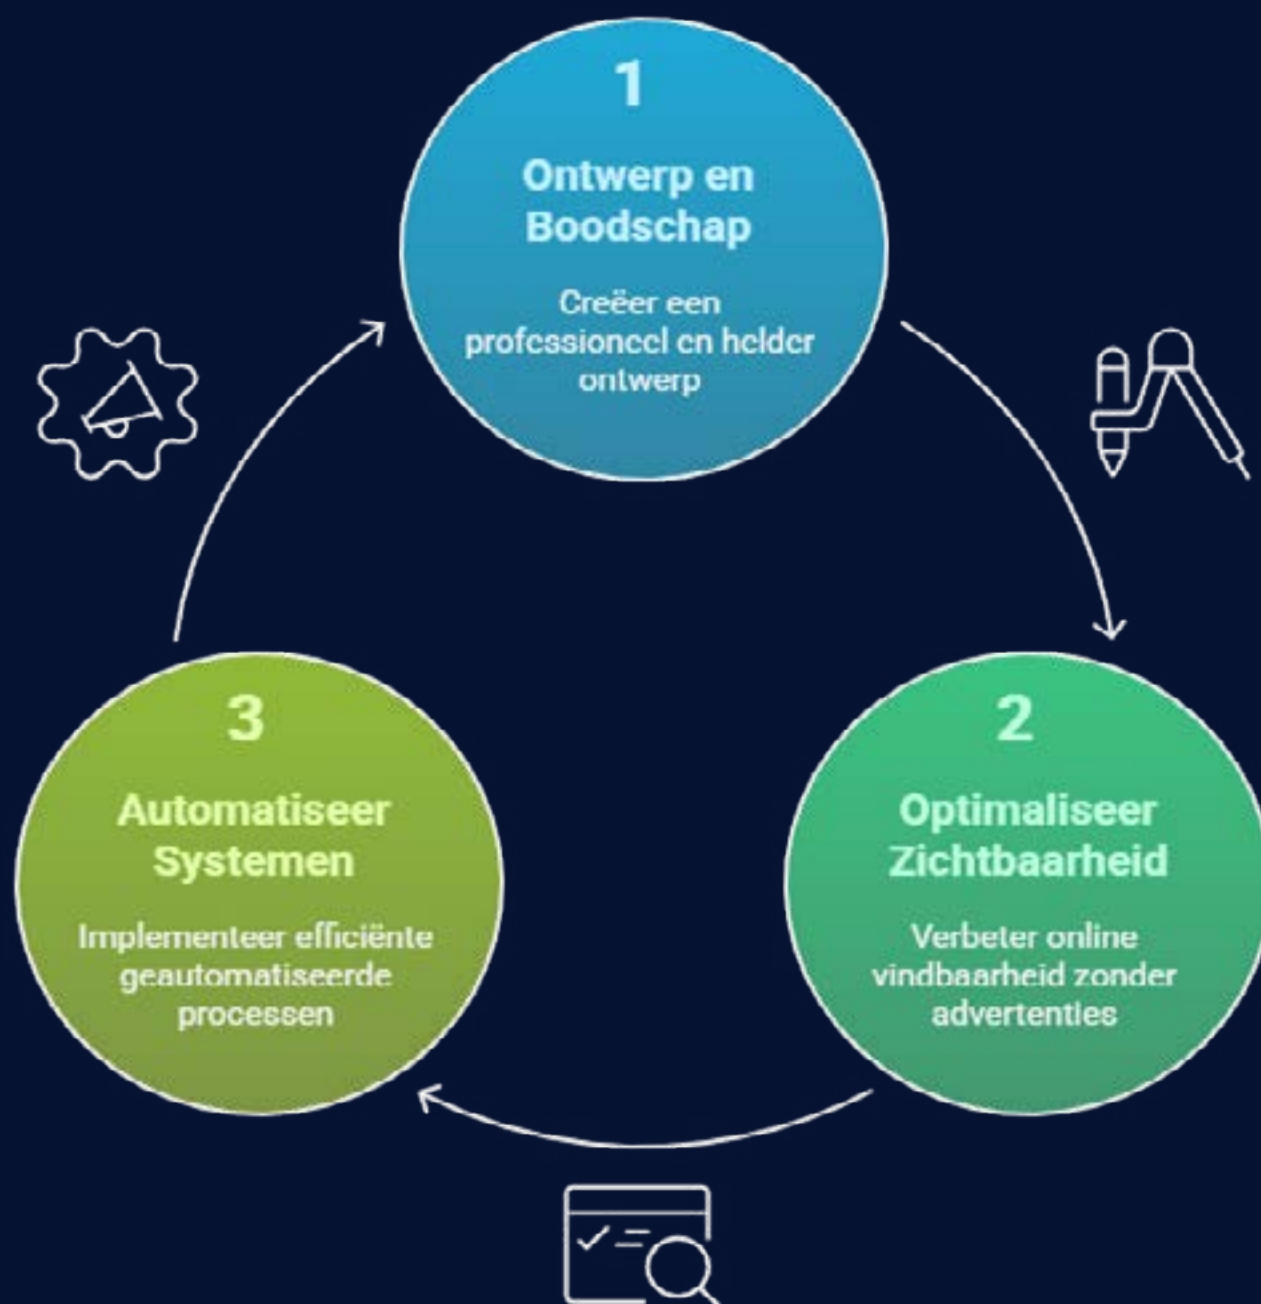 1
Ontwerp en
Boodschap
Creëer een
professioneel en helder
ontwerp
2
Optimaliseer
Zichtbaarheid
Verbeter online
vindbaarheid zonder
advertenties
3
Automatiseer
Systemen
Implementeer efficiënte
geautomatiseerde
processen